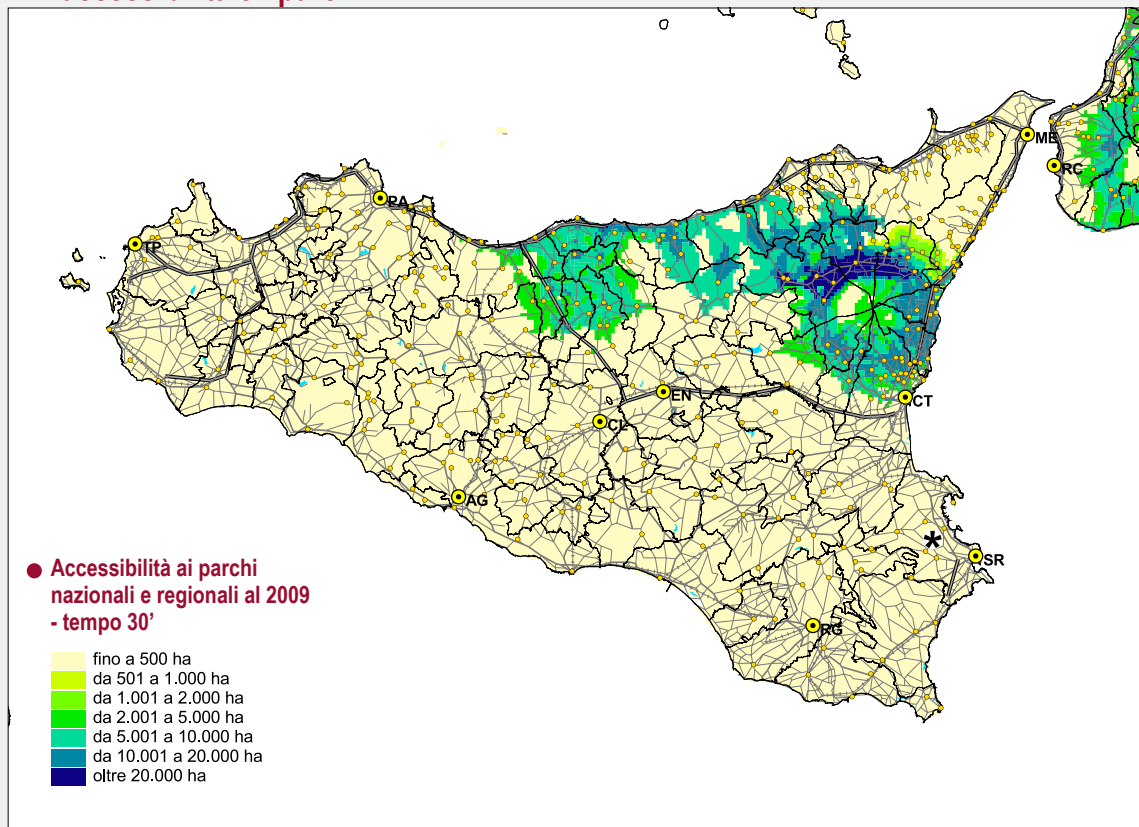 ME
RC
PA
TP
EN
CT
CL
AG
*
SR
RG
Accessibilità ai parchi
nazionali e regionali al 2009
- tempo 30'
fino a 500 ha
da 501 a 1.000 ha
da 1.001 a 2.000 ha
da 2.001 a 5.000 ha
da 5.001 a 10.000 ha
da 10.001 a 20.000 ha
oltre 20.000 ha